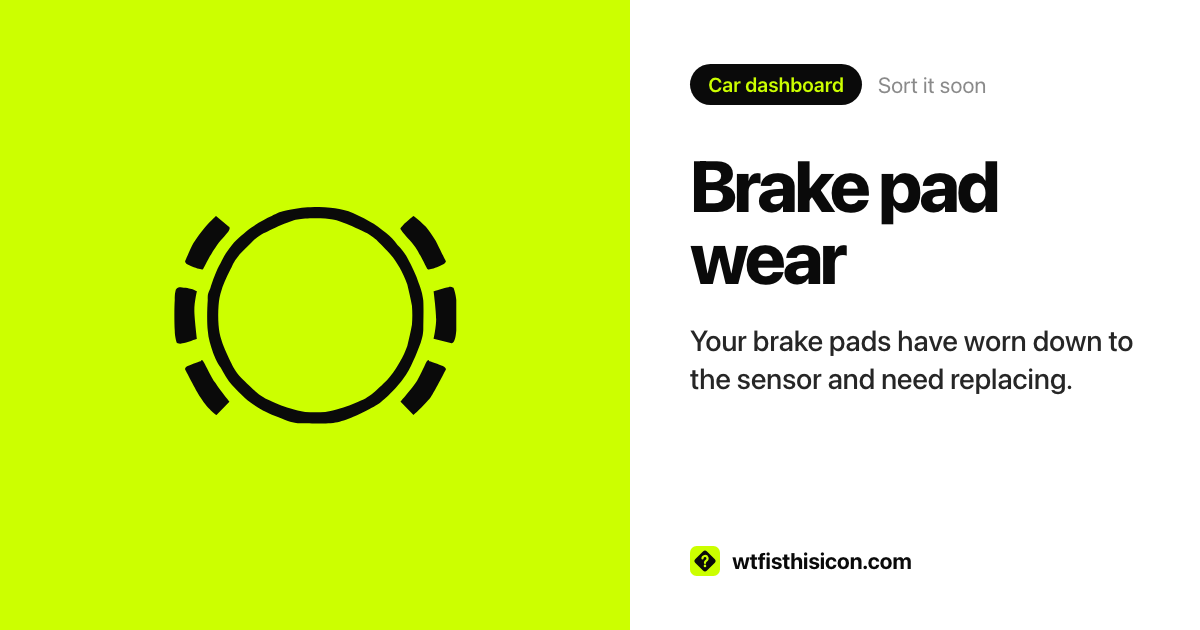 Car dashboard
Sort it soon
Brake pad
wear
Your brake pads have worn down to
the sensor and need replacing.
?
wtfisthisicon.com